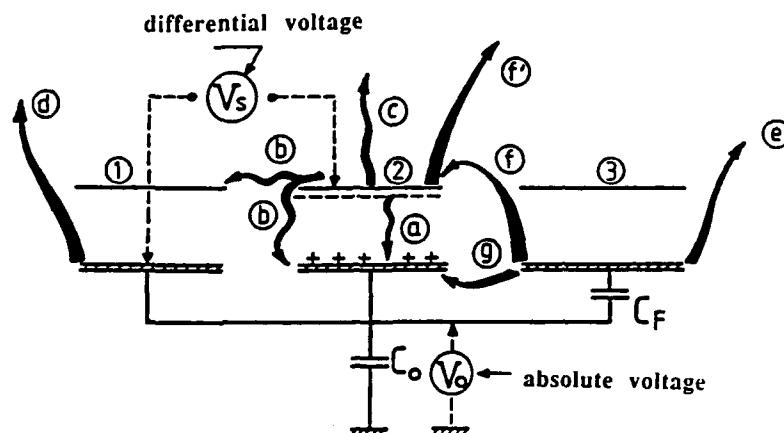 differential voltage
Vs
f'
d
c
e
b
f
1
2
3
b
a
+ + + + +
g
CF
Co
Vo
absolute voltage